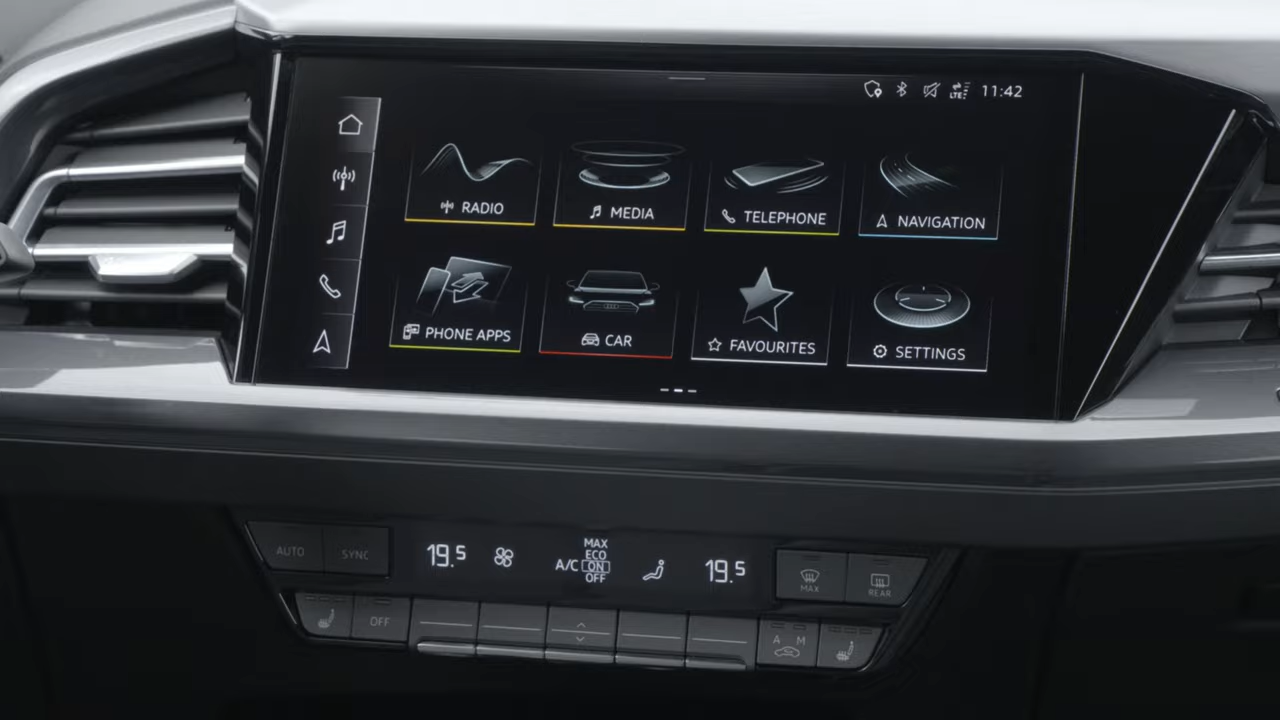 LTE 11:42
RADIO
MEDIA
TELEPHONE
NAVIGATION
PHONE APPS
CAR
FAVOURITES
SETTINGS
AUTO
SYNC
19.5
A/C
MAX
ECO
ON
OFF
19.5
MAX
REAR
OFF
A M